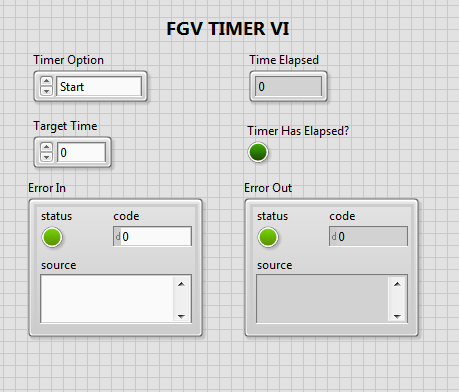 FGV TIMER VI
Timer Option
Start
Time Elapsed
0
Target Time
0
Timer Has Elapsed?
Error In
status
code
d 0
source
Error Out
status
code
d 0
source